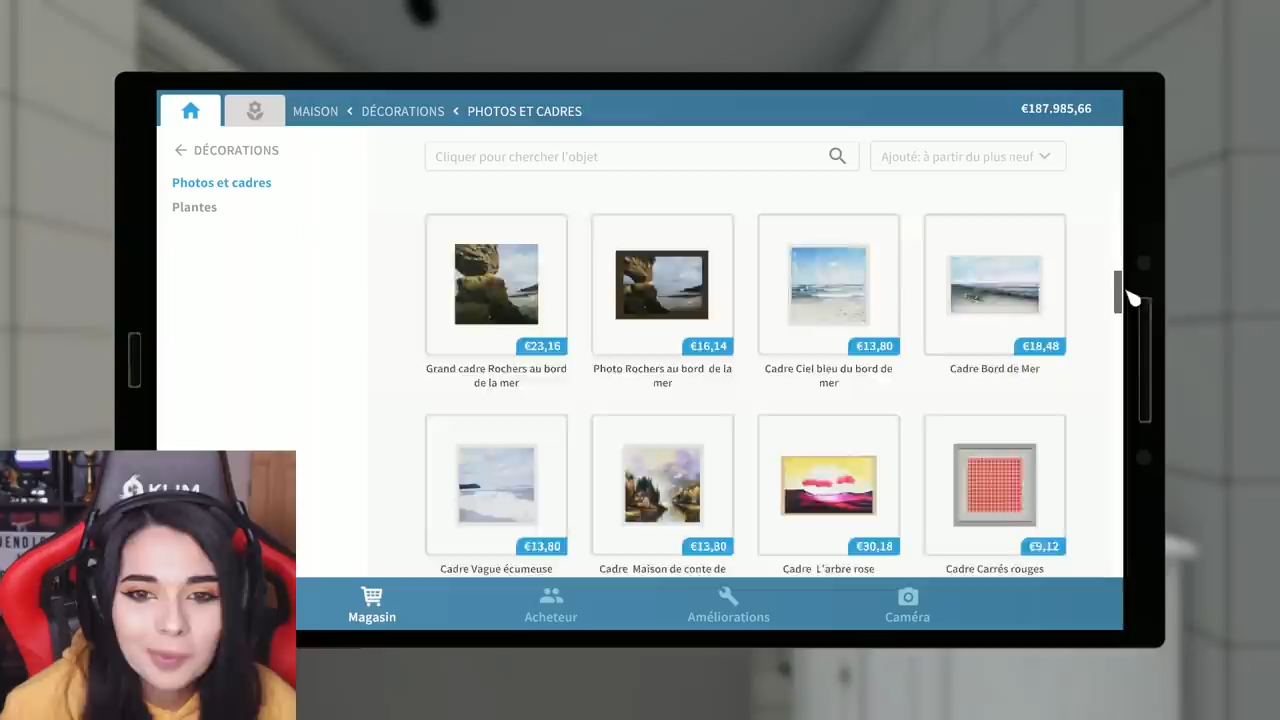 MAISON < DÉCORATIONS < PHOTOS ET CADRES
€187.985,66
DÉCORATIONS
Photos et cadres
Plantes
Cliquer pour chercher l'objet
Ajouté: à partir du plus neuf
€23,16
€16,14
€13,80
€18,48
Grand cadre Rochers au bord
de la mer
Photo Rochers au bord de la
mer
Cadre Ciel bleu du bord de
mer
Cadre Bord de Mer
€13,80
€13,80
€30,18
€9,12
Cadre Vague écumeuse
Cadre Maison de conte de
Cadre L'arbre rose
Cadre Carrés rouges
KLIM
Magasin
Acheteur
Améliorations
Caméra